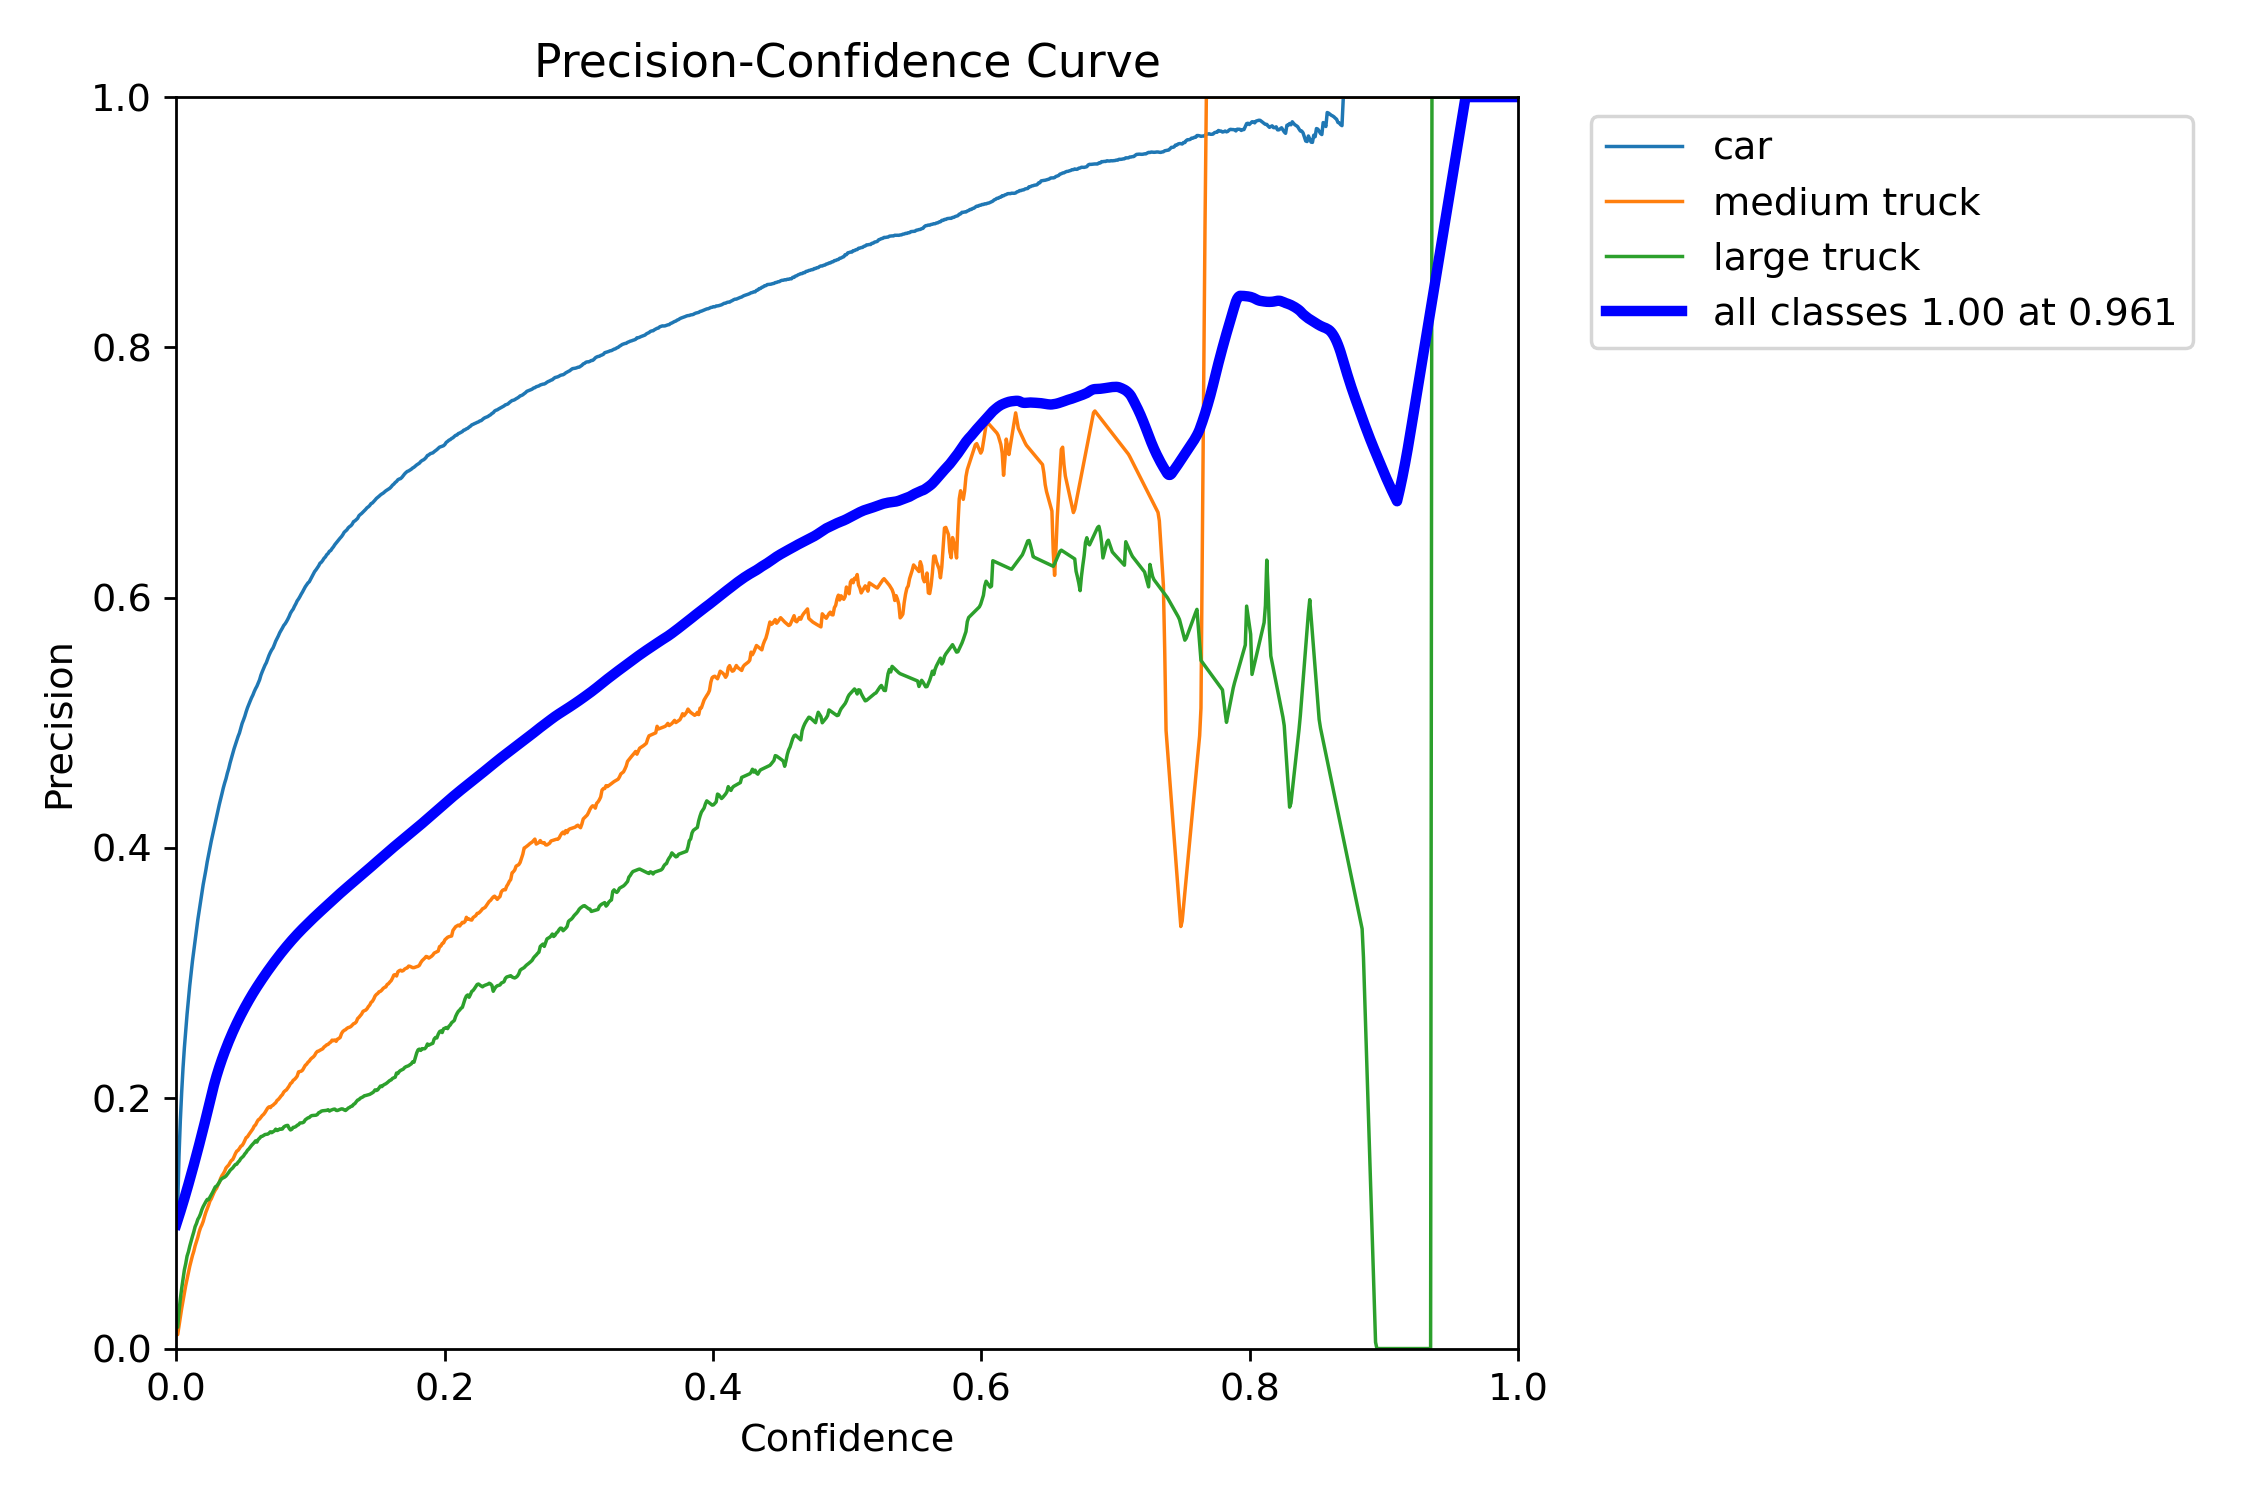 Precision-Confidence Curve
1.0
0.8
0.6
0.4
0.2
0.0
Precision
0.0 0.2 0.4 0.6 0.8 1.0
Confidence
car
medium truck
large truck
all classes 1.00 at 0.961